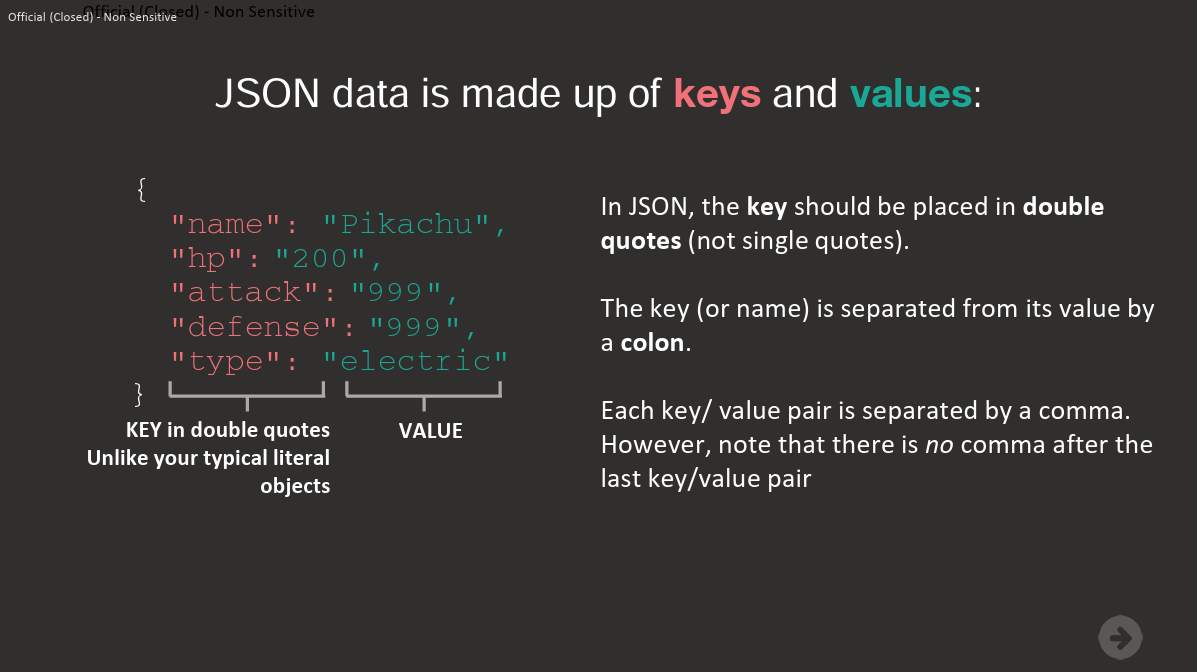 Official (Closed) - Non Sensitive
Official (Closed) - Non Sensitive
JSON data is made up of keys and values:
{
"name": "Pikachu",
"hp": "200",
"attack": "999",
"defense": "999",
"type": "electric"
}
KEY in double quotes
Unlike your typical literal
objects
VALUE
In JSON, the key should be placed in double
quotes (not single quotes).
The key (or name) is separated from its value by
a colon.
Each key/ value pair is separated by a comma.
However, note that there is no comma after the
last key/value pair